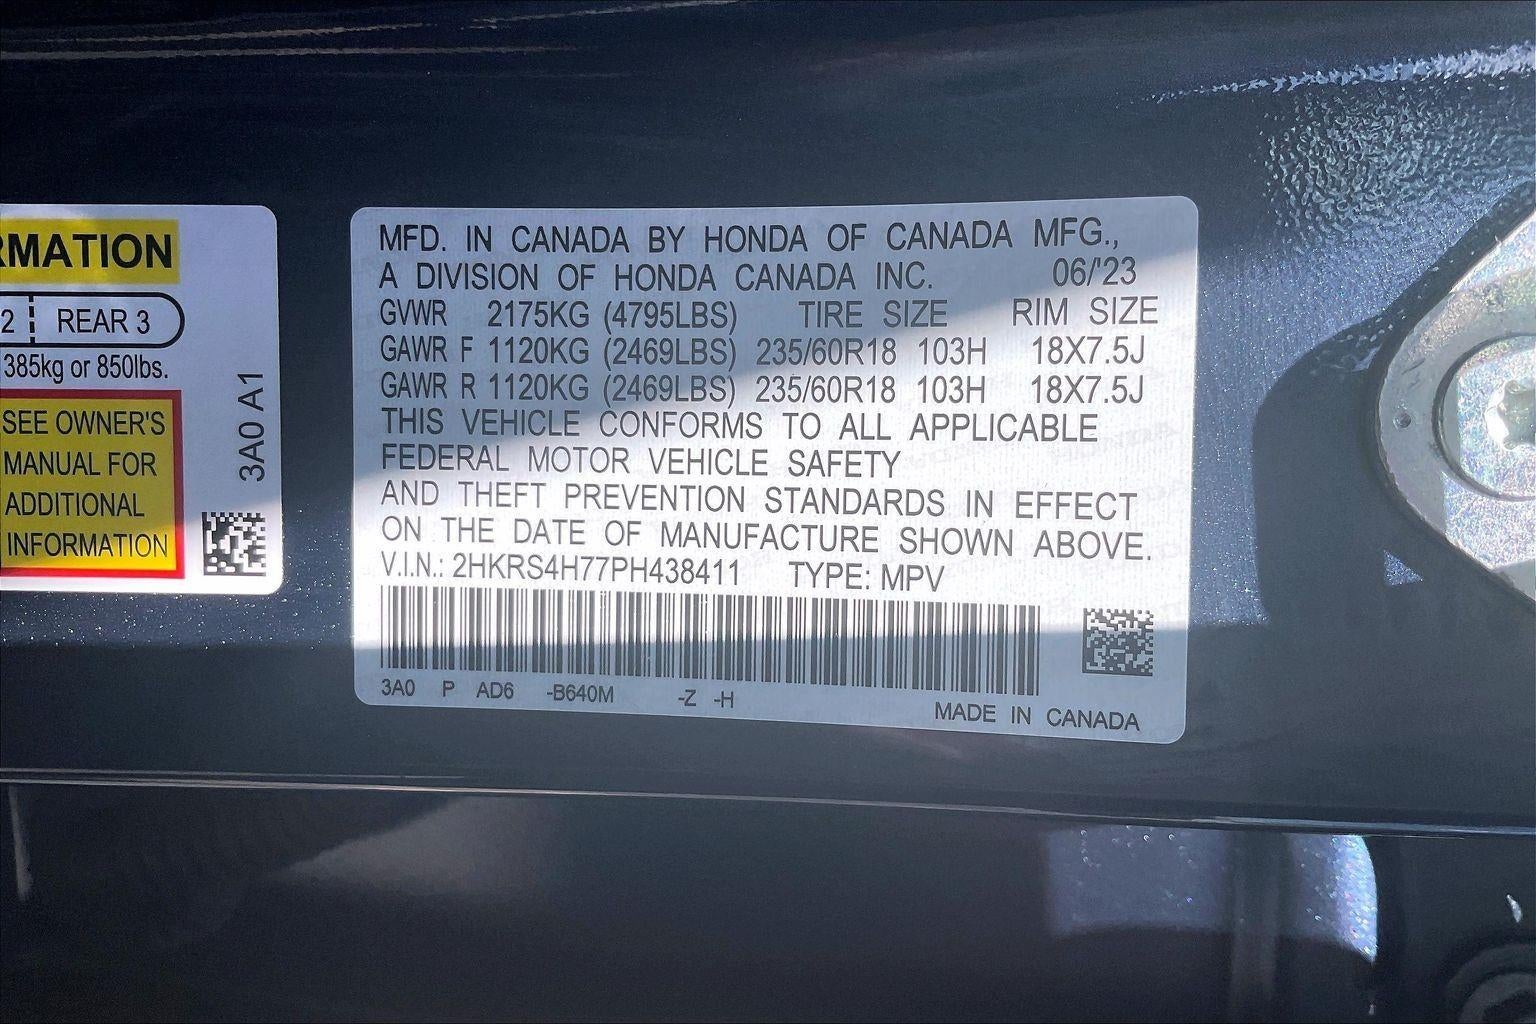 RMATION
2 REAR 3
385kg or 850lbs.
SEE OWNER'S
MANUAL FOR
ADDITIONAL
INFORMATION
3A0 A1
MFD. IN CANADA BY HONDA OF CANADA MFG.,
A DIVISION OF HONDA CANADA INC. 06/'23
GVWR 2175KG (4795LBS) TIRE SIZE RIM SIZE
GAWR F 1120KG (2469LBS) 235/60R18 103H 18X7.5J
GAWR R 1120KG (2469LBS) 235/60R18 103H 18X7.5J
THIS VEHICLE CONFORMS TO ALL APPLICABLE
FEDERAL MOTOR VEHICLE SAFETY
AND THEFT PREVENTION STANDARDS IN EFFECT
ON THE DATE OF MANUFACTURE SHOWN ABOVE.
V.I.N.: 2HKRS4H77PH438411 TYPE: MPV
3A0 P AD6 -B640M -Z -H
MADE IN CANADA